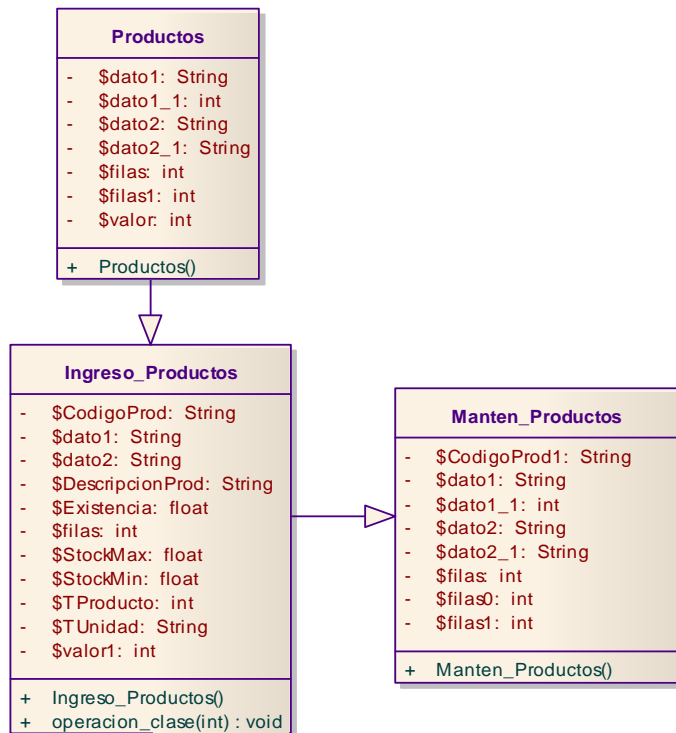 Productos
- $dato1: String
- $dato1_1: int
- $dato2: String
- $dato2_1: String
- $filas: int
- $filas1: int
- $valor: int
+ Productos()
Ingreso_Productos
- $CodigoProd: String
- $dato1: String
- $dato2: String
- $DescripcionProd: String
- $Existencia: float
- $filas: int
- $StockMax: float
- $StockMin: float
- $TProducto: int
- $TUnidad: String
- $valor1: int
+ Ingreso_Productos()
+ operacion_clase(int) : void
Manten_Productos
- $CodigoProd1: String
- $dato1: String
- $dato1_1: int
- $dato2: String
- $dato2_1: String
- $filas: int
- $filas0: int
- $filas1: int
+ Manten_Productos()